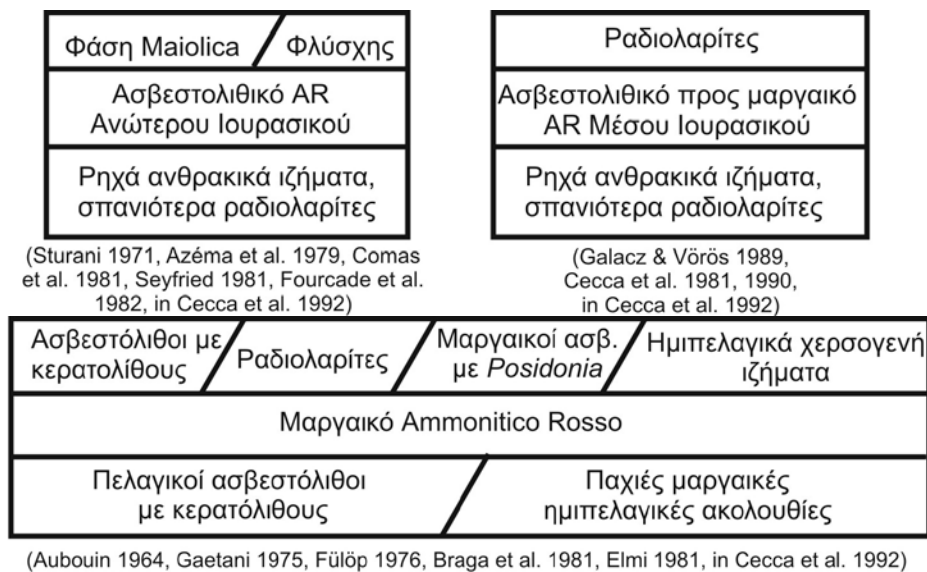 Φάση Maiolica
Φλύσχης
Ασβεστολιθικό AR
Ανώτερου Ιουρασικού
Ρηχά ανθρακικά ιζήματα,
σπανιότερα ραδιολαρίτες
(Sturani 1971, Azéma et al. 1979, Comas
et al. 1981, Seyfried 1981, Fourcade et al.
1982, in Cecca et al. 1992)
Ραδιολαρίτες
Ασβεστολιθικό προς μαργαικό
AR Μέσου Ιουρασικού
Ρηχά ανθρακικά ιζήματα,
σπανιότερα ραδιολαρίτες
(Galacz & Vörös 1989,
Cecca et al. 1981, 1990,
in Cecca et al. 1992)
Ασβεστόλιθοι με
κερατολίθους
Ραδιολαρίτες
Μαργαικοί ασβ.
με Posidonia
Ημιπελαγικά χερσογενή
ιζήματα
Μαργαικό Ammonitico Rosso
Πελαγικοί ασβεστόλιθοι
με κερατόλιθους
Παχιές μαργαικές
ημιπελαγικές ακολουθίες
(Aubouin 1964, Gaetani 1975, Fülöp 1976, Braga et al. 1981, Elmi 1981, in Cecca et al. 1992)